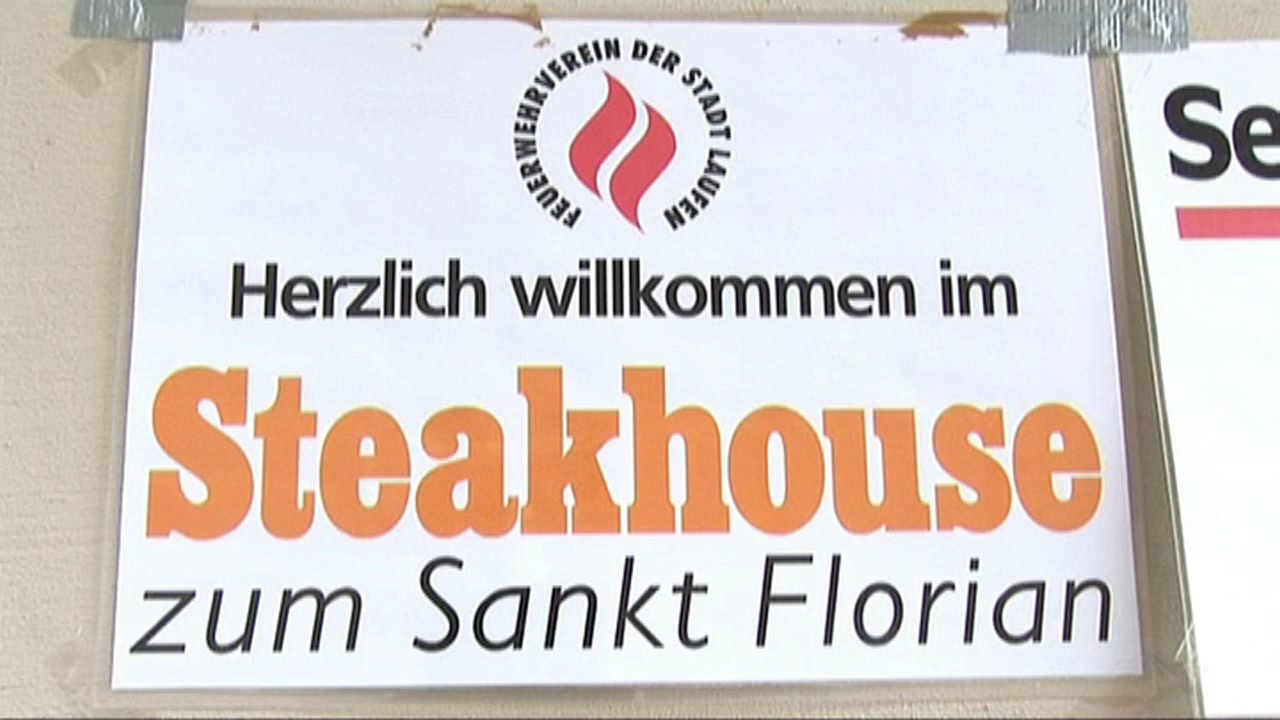 FEUERWEHRVEREIN DER STADT LAUFEN
Herzlich willkommen im
Steakhouse
zum Sankt Florian
Se